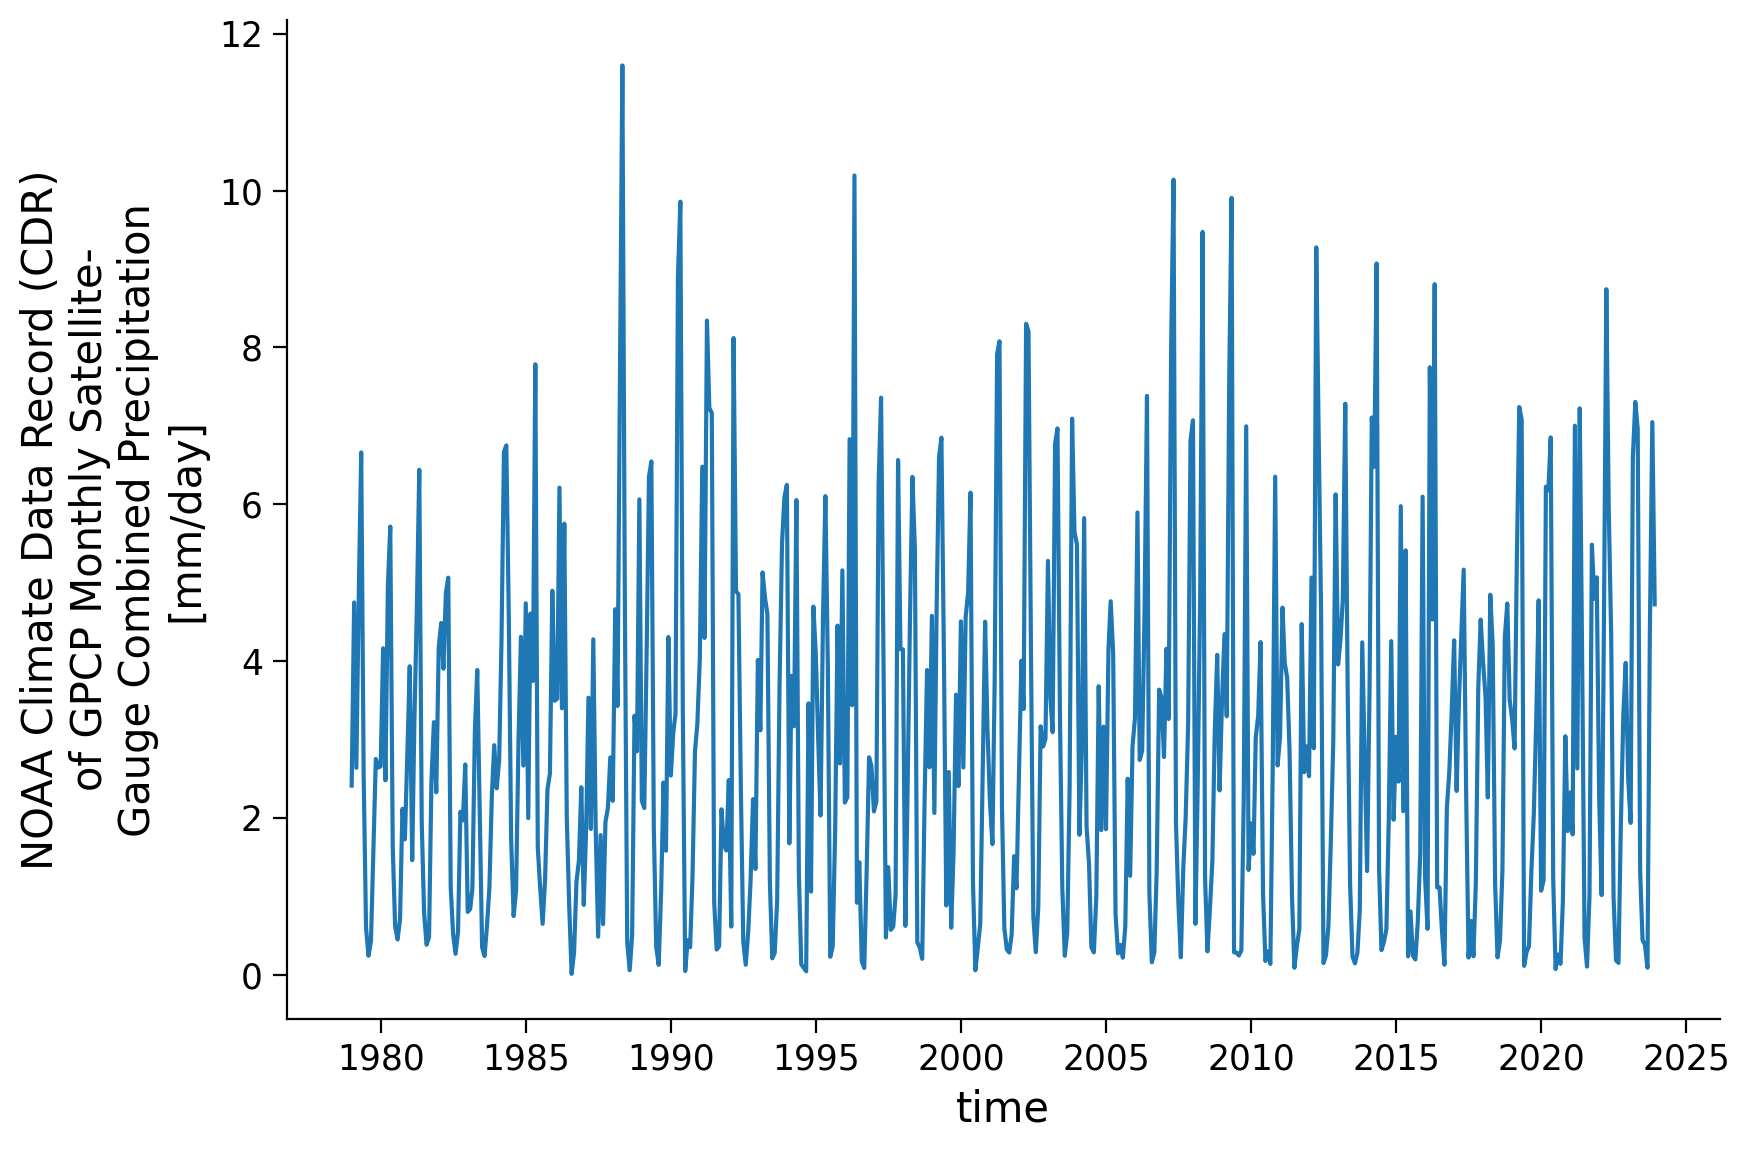 NOAA Climate Data Record (CDR)
of GPCP Monthly Satellite-
Gauge Combined Precipitation
[mm/day]
12
10
8
6
4
2
0
1980 1985 1990 1995 2000 2005 2010 2015 2020 2025
time